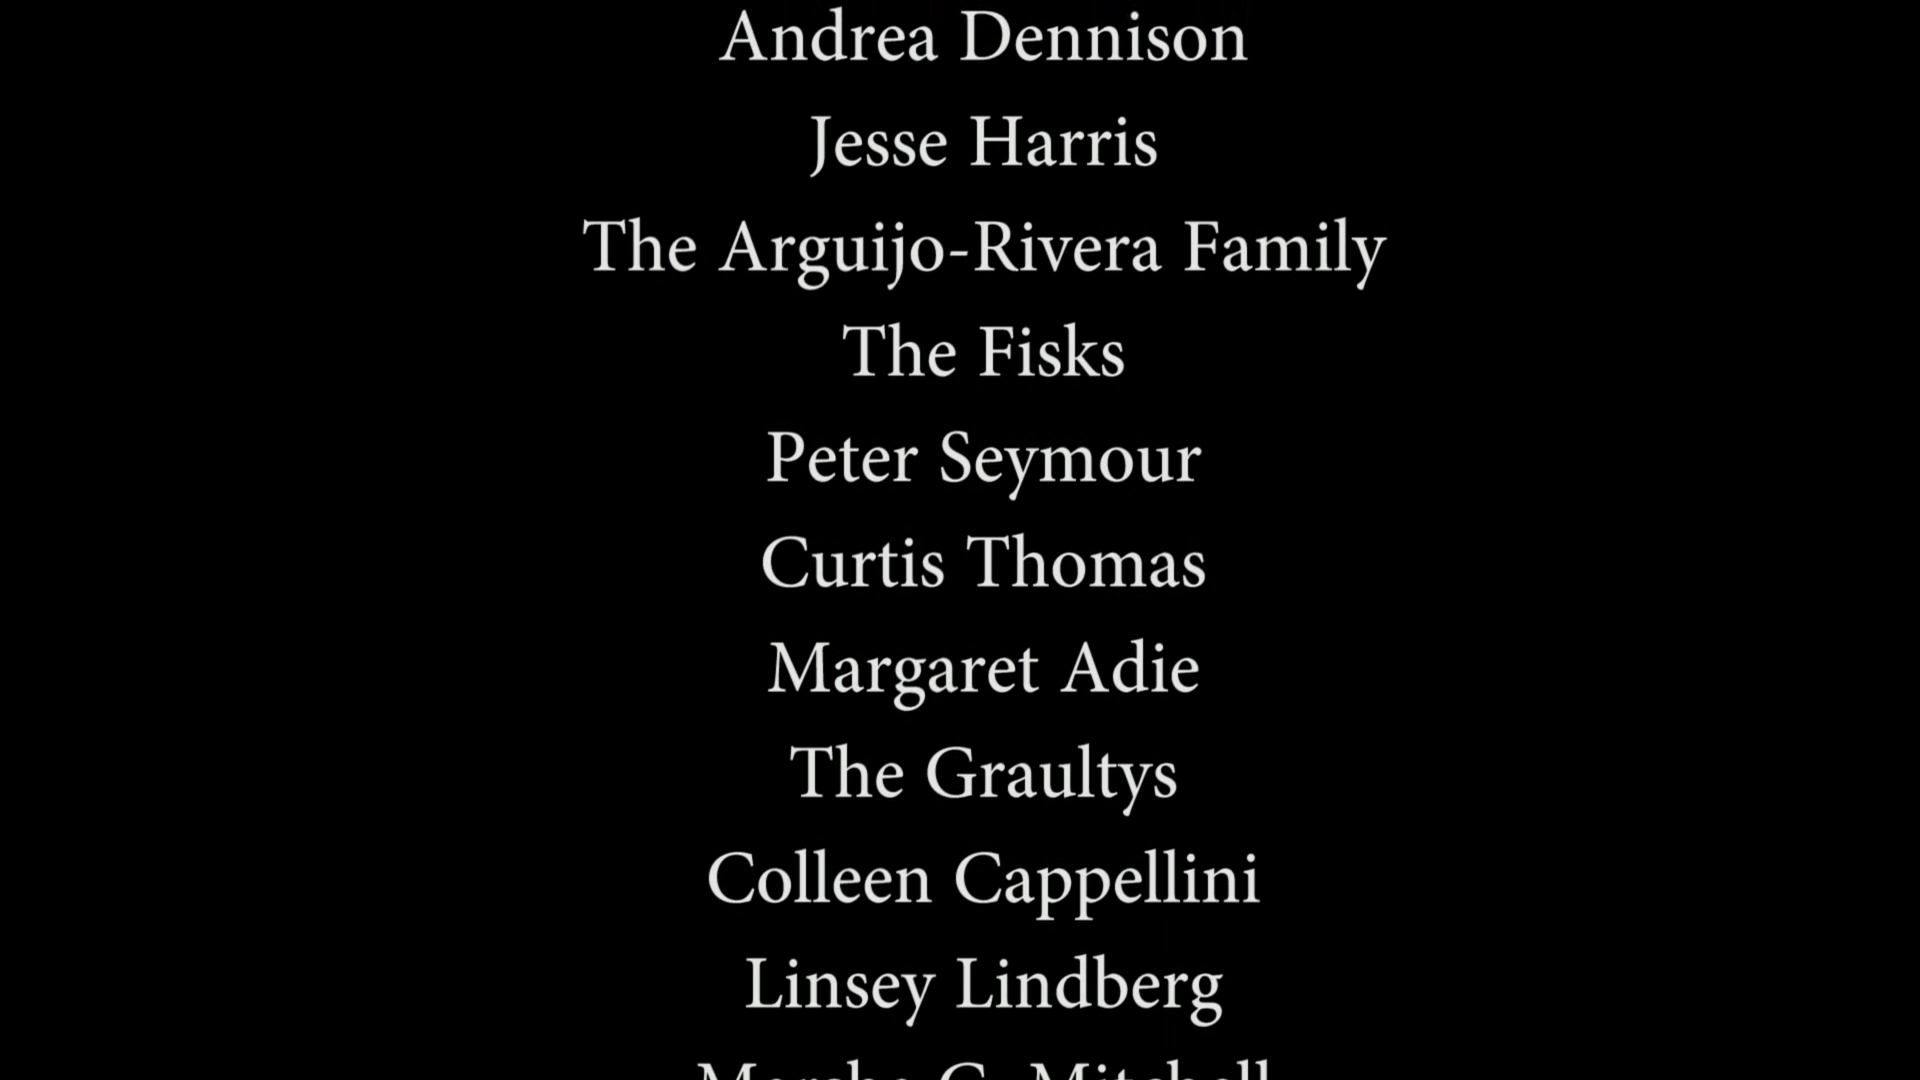 Andrea Dennison
Jesse Harris
The Arguijo-Rivera Family
The Fisks
Peter Seymour
Curtis Thomas
Margaret Adie
The Graultys
Colleen Cappellini
Linsey Lindberg
G. Mitchell